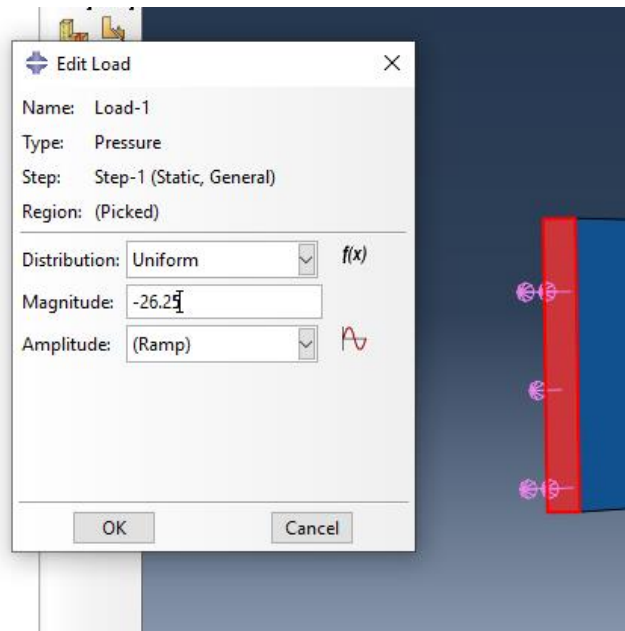 Edit Load
Name: Load-1
Type: Pressure
Step: Step-1 (Static, General)
Region: (Picked)
Distribution: Uniform f(x)
Magnitude: -26.25
Amplitude: (Ramp)
OK Cancel